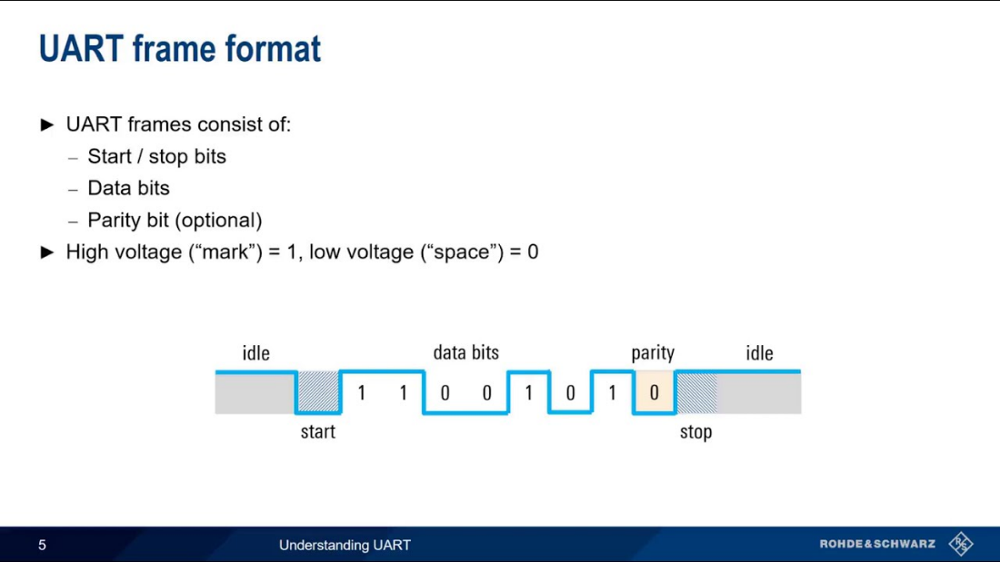 UART frame format
► UART frames consist of:
– Start / stop bits
– Data bits
– Parity bit (optional)
► High voltage (“mark”) = 1, low voltage (“space”) = 0
idle data bits parity idle
1 1 0 0 1 0 1 0
start stop
5 Understanding UART ROHDE&SCHWARZ R&S